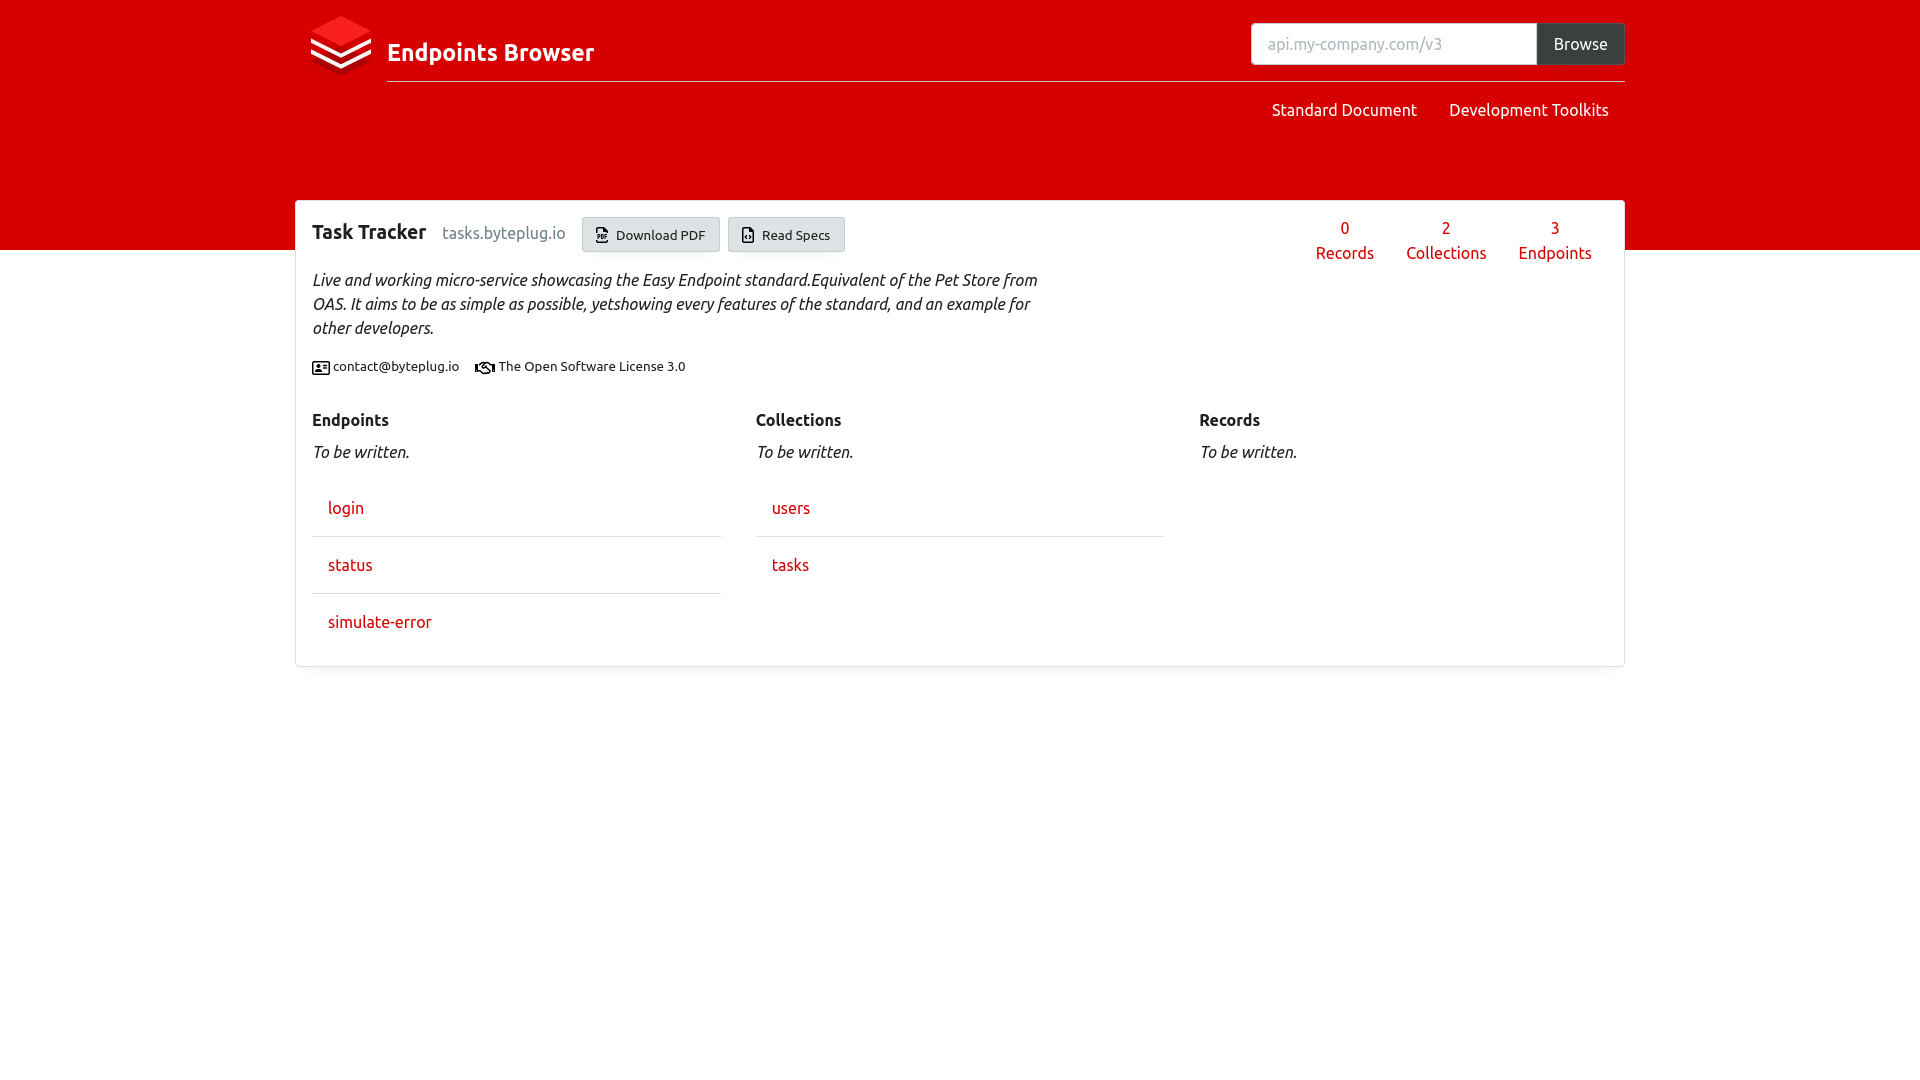 Endpoints Browser
api.my-company.com/v3
Browse
Standard Document
Development Toolkits
Task Tracker
tasks.byteplug.io
Download PDF
Read Specs
0
Records
2
Collections
3
Endpoints
Live and working micro-service showcasing the Easy Endpoint standard.Equivalent of the Pet Store from
OAS. It aims to be as simple as possible, yetshowing every features of the standard, and an example for
other developers.
contact@byteplug.io
The Open Software License 3.0
Endpoints
To be written.
login
status
simulate-error
Collections
To be written.
users
tasks
Records
To be written.